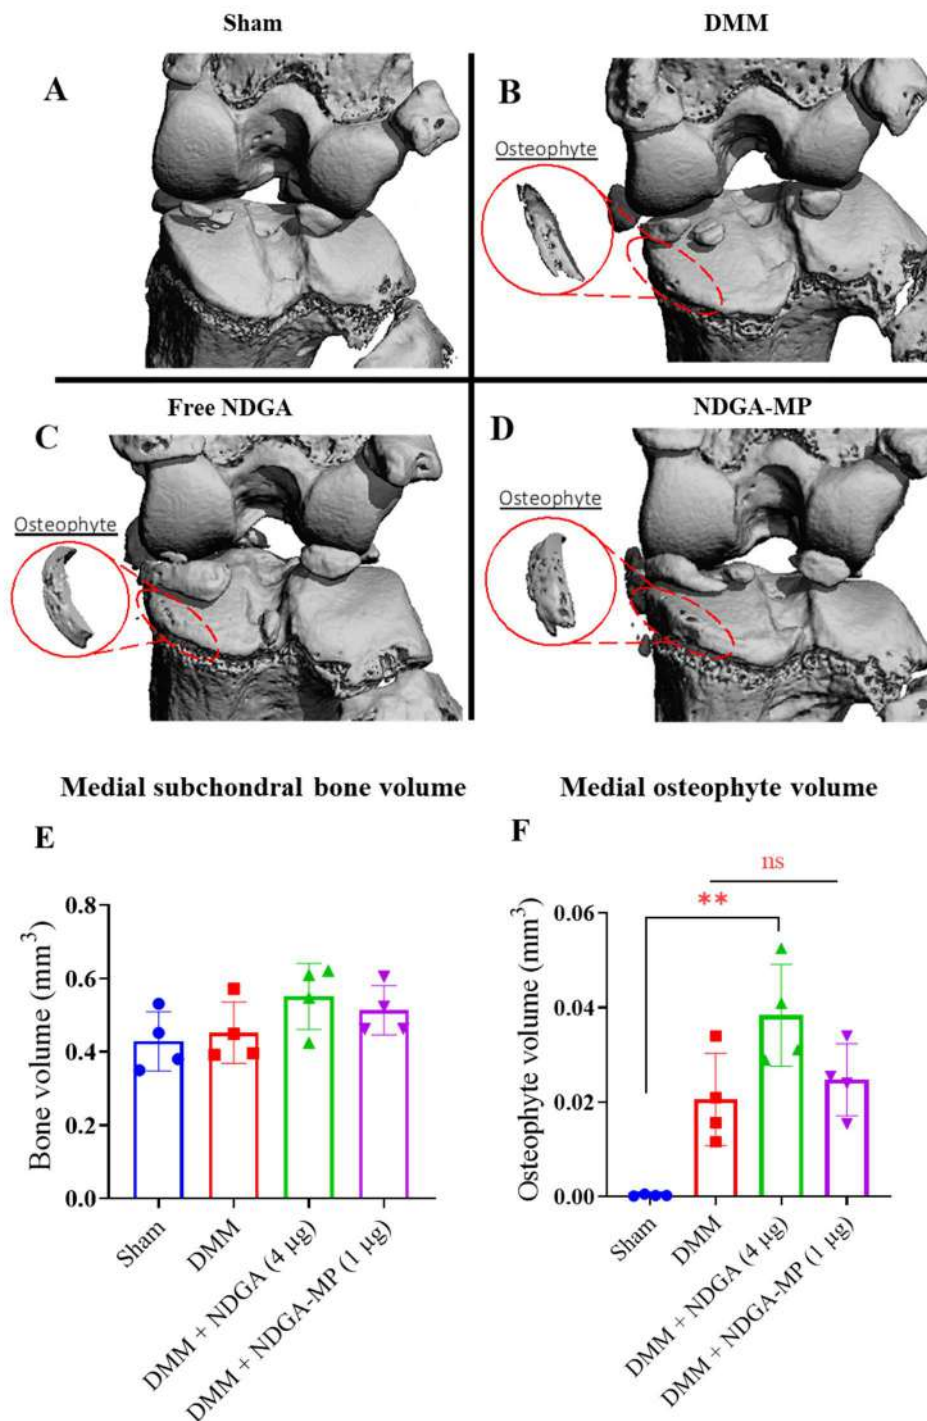 Sham
DMM
A
B
Osteophyte
Free NDGA
NDGA-MP
C
D
Osteophyte
Osteophyte
Medial subchondral bone volume
Medial osteophyte volume
E
F
ns
**
Bone volume (mm³)
0.8
0.6
0.4
0.2
0.0
Sham
DMM
DMM + NDGA (4 µg)
DMM + NDGA-MP (1 µg)
Osteophyte volume (mm³)
0.06
0.04
0.02
0.00
Sham
DMM
DMM + NDGA (4 µg)
DMM + NDGA-MP (1 µg)